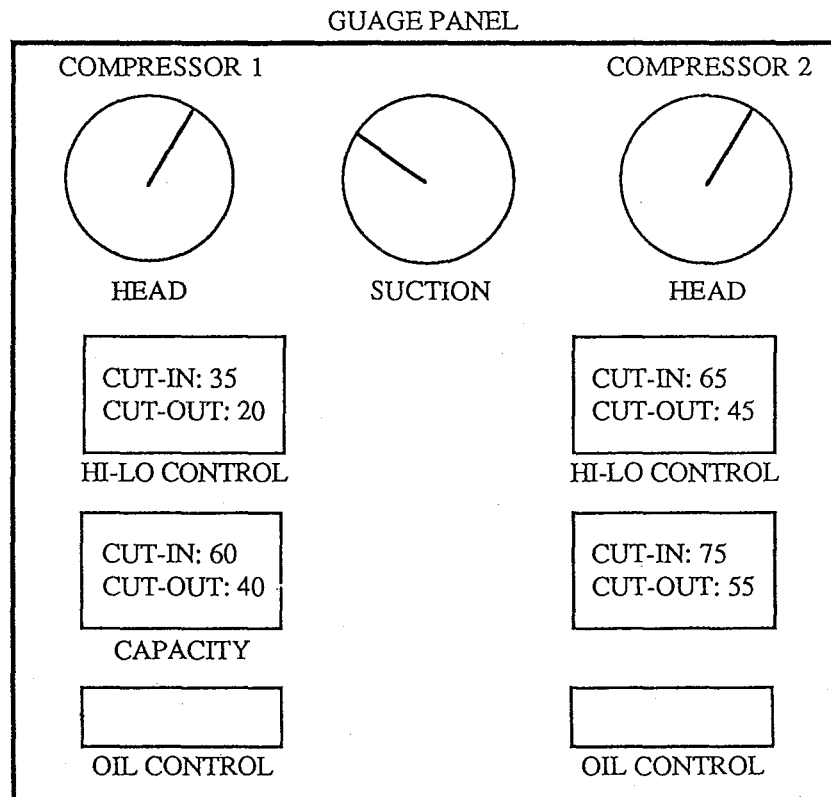 GUAGE PANEL
COMPRESSOR 1
COMPRESSOR 2
HEAD
SUCTION
HEAD
CUT-IN: 35
CUT-OUT: 20
HI-LO CONTROL
CUT-IN: 65
CUT-OUT: 45
HI-LO CONTROL
CUT-IN: 60
CUT-OUT: 40
CAPACITY
CUT-IN: 75
CUT-OUT: 55
OIL CONTROL
OIL CONTROL